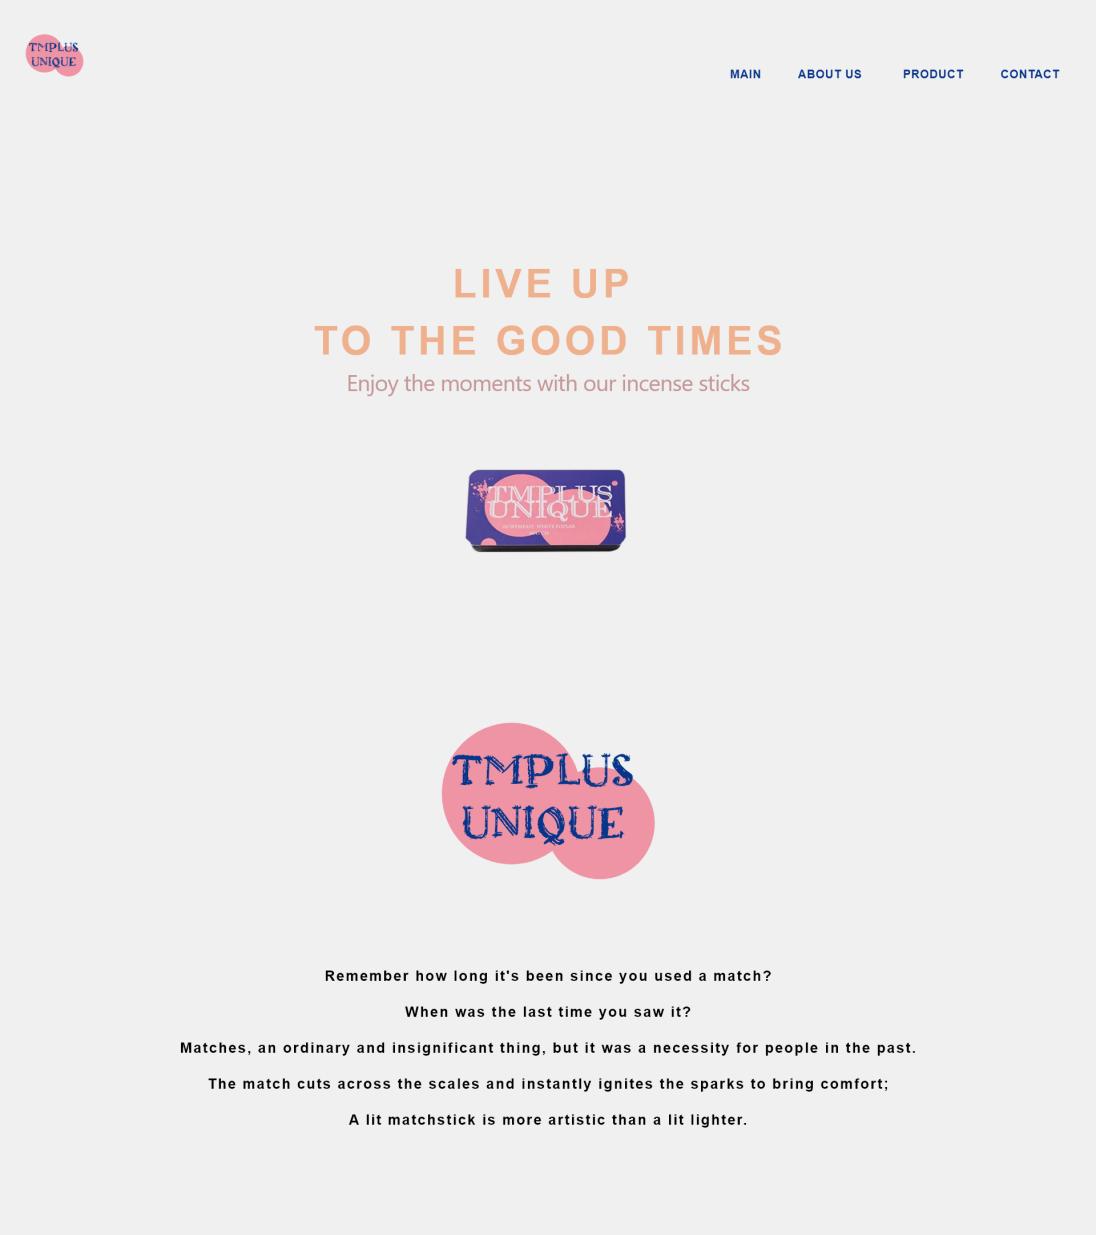 TMPLUS
UNIQUE
MAIN ABOUT US PRODUCT CONTACT
LIVE UP
TO THE GOOD TIMES
Enjoy the moments with our incense sticks
TMPLUS
UNIQUE
TMPLUS
UNIQUE
Remember how long it's been since you used a match?
When was the last time you saw it?
Matches, an ordinary and insignificant thing, but it was a necessity for people in the past.
The match cuts across the scales and instantly ignites the sparks to bring comfort;
A lit matchstick is more artistic than a lit lighter.